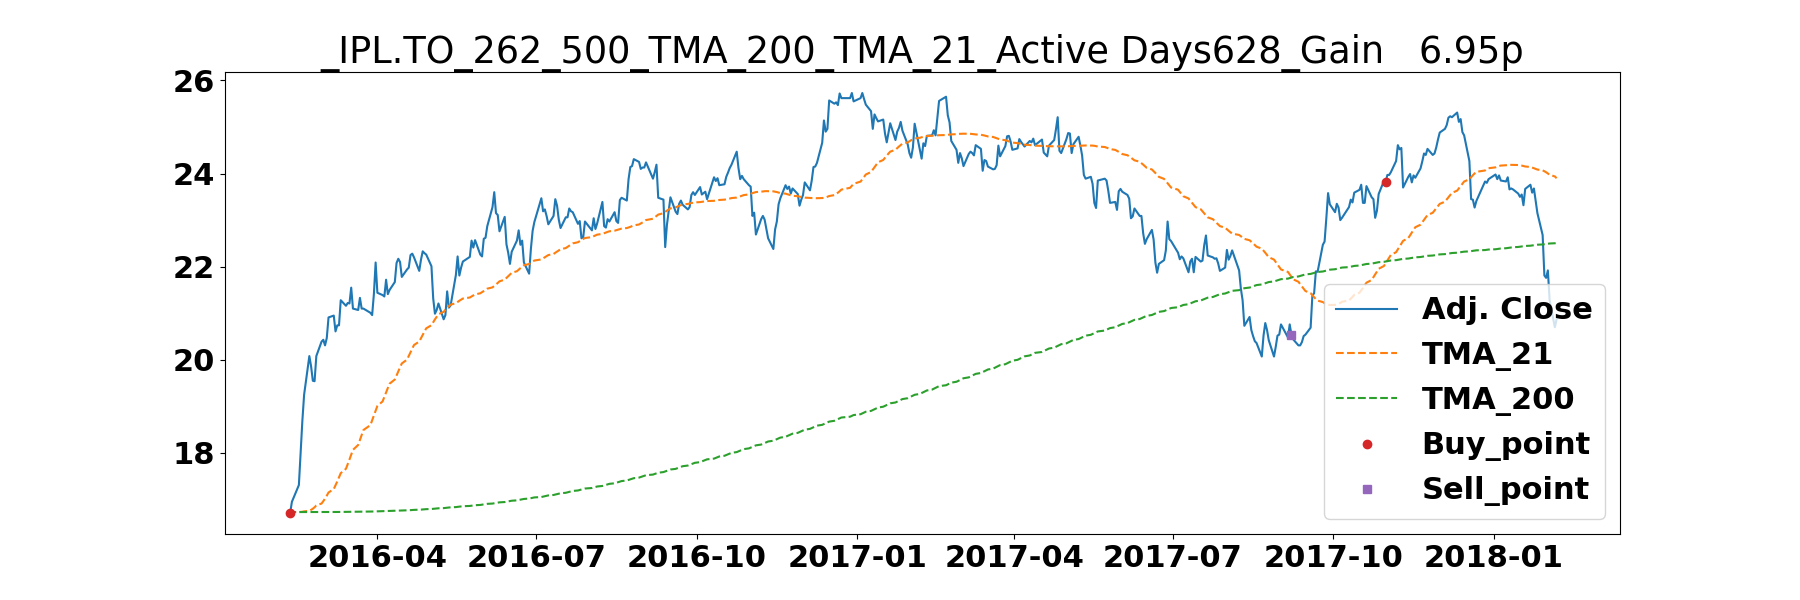 _IPL.TO_262_500_TMA_200_TMA_21_Active Days628_Gain   6.95p
26
24
22
20
18
2016-04 2016-07 2016-10 2017-01 2017-04 2017-07 2017-10 2018-01
Adj. Close
TMA_21
TMA_200
Buy_point
Sell_point